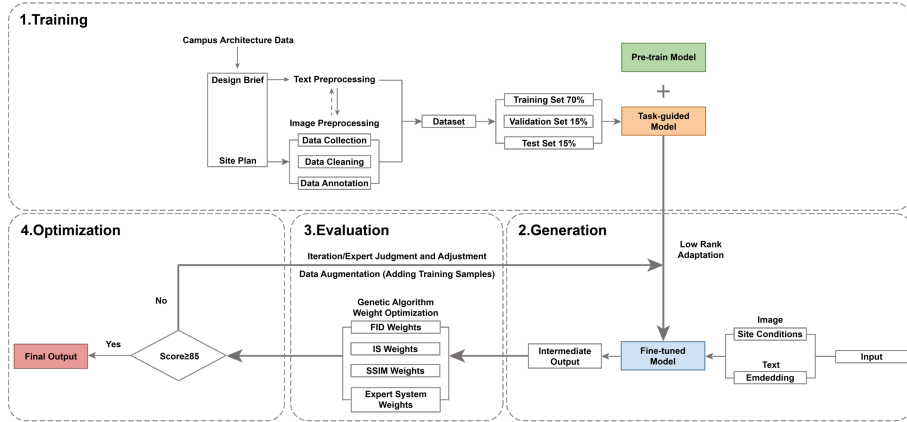 1.Training
Campus Architecture Data
Design Brief
Text Preprocessing
Image Preprocessing
Data Collection
Data Cleaning
Data Annotation
Site Plan
Dataset
Training Set 70%
Validation Set 15%
Test Set 15%
Pre-train Model
+
Task-guided
Model
4.Optimization
3.Evaluation
2.Generation
Iteration/Expert Judgment and Adjustment
Data Augmentation (Adding Training Samples)
Low Rank
Adaptation
No
Yes
Final Output
Score≥85
Genetic Algorithm
Weight Optimization
FID Weights
IS Weights
SSIM Weights
Expert System
Weights
Intermediate
Output
Fine-tuned
Model
Image
Site Conditions
Text
Emdedding
Input